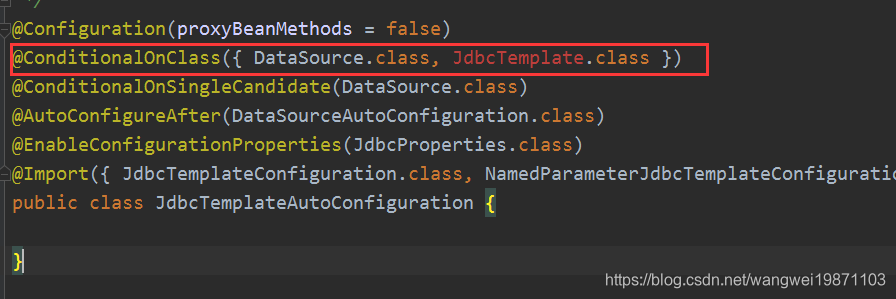 */
@Configuration(proxyBeanMethods = false)
@ConditionalOnClass({ DataSource.class, JdbcTemplate.class })
@ConditionalOnSingleCandidate(DataSource.class)
@AutoConfigureAfter(DataSourceAutoConfiguration.class)
@EnableConfigurationProperties(JdbcProperties.class)
@Import({ JdbcTemplateConfiguration.class, NamedParameterJdbcTemplateConfiguratio
public class JdbcTemplateAutoConfiguration {
}
https://blog.csdn.net/wangwei19871103